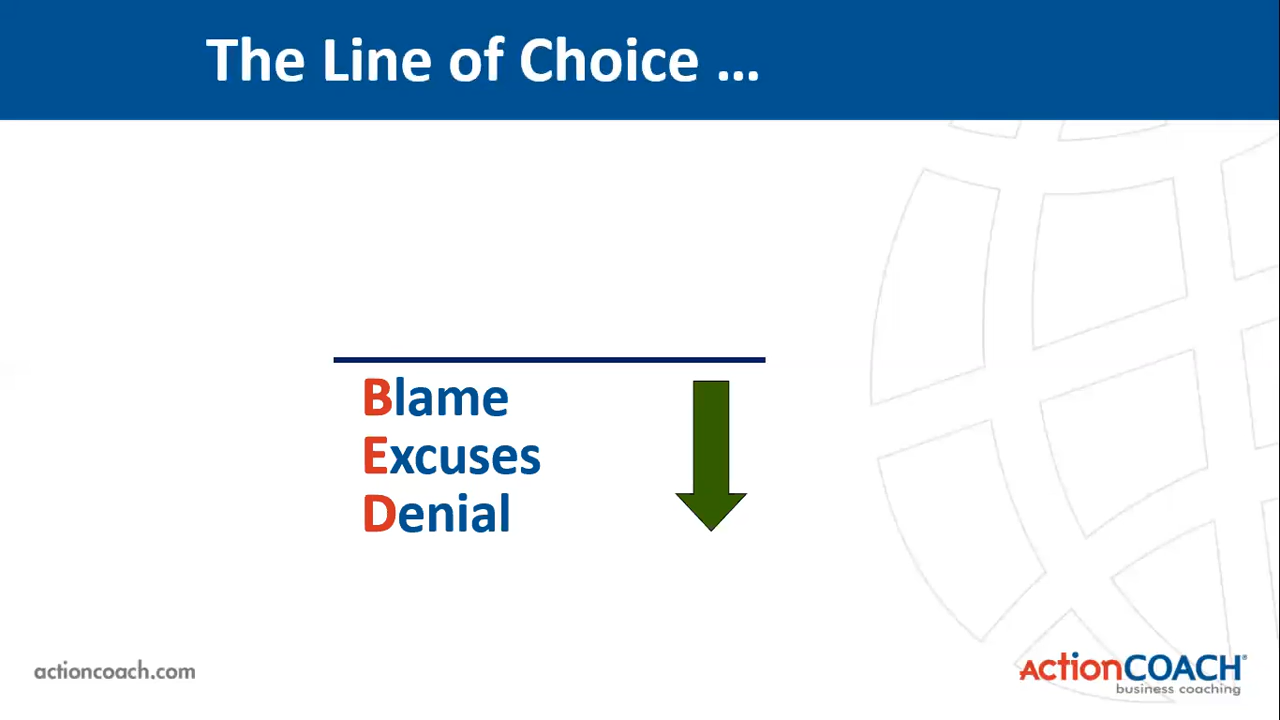 The Line of Choice ...
Blame
Excuses
Denial
actioncoach.com
actionCOACH®
business coaching